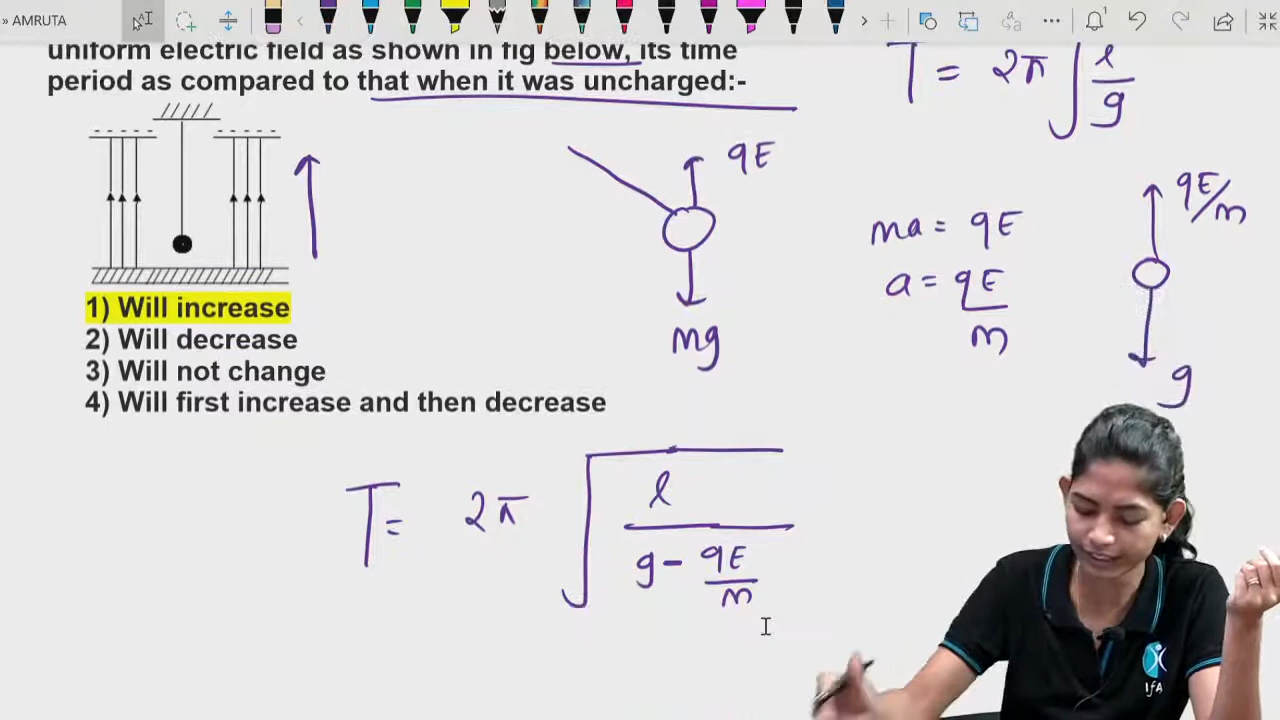 » AMRUTA
uniform electric field as shown in fig below, its time
period as compared to that when it was uncharged:-
T = 2π √ l/g
qE
qE/m
ma = qE
a = qE/m
mg
g
1) Will increase
2) Will decrease
3) Will not change
4) Will first increase and then decrease
T = 2π √ l / (g - qE/m)
IfA